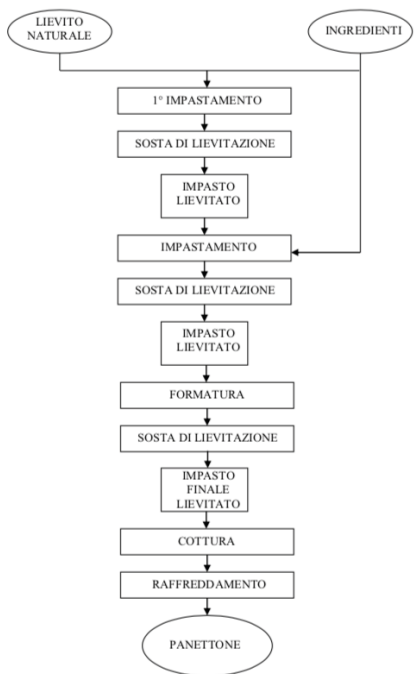 LIEVITO
NATURALE
INGREDIENTI
1° IMPASTAMENTO
SOSTA DI LIEVITAZIONE
IMPASTO
LIEVITATO
IMPASTAMENTO
SOSTA DI LIEVITAZIONE
IMPASTO
LIEVITATO
FORMATURA
SOSTA DI LIEVITAZIONE
IMPASTO
FINALE
LIEVITATO
COTTURA
RAFFREDDAMENTO
PANETTONE